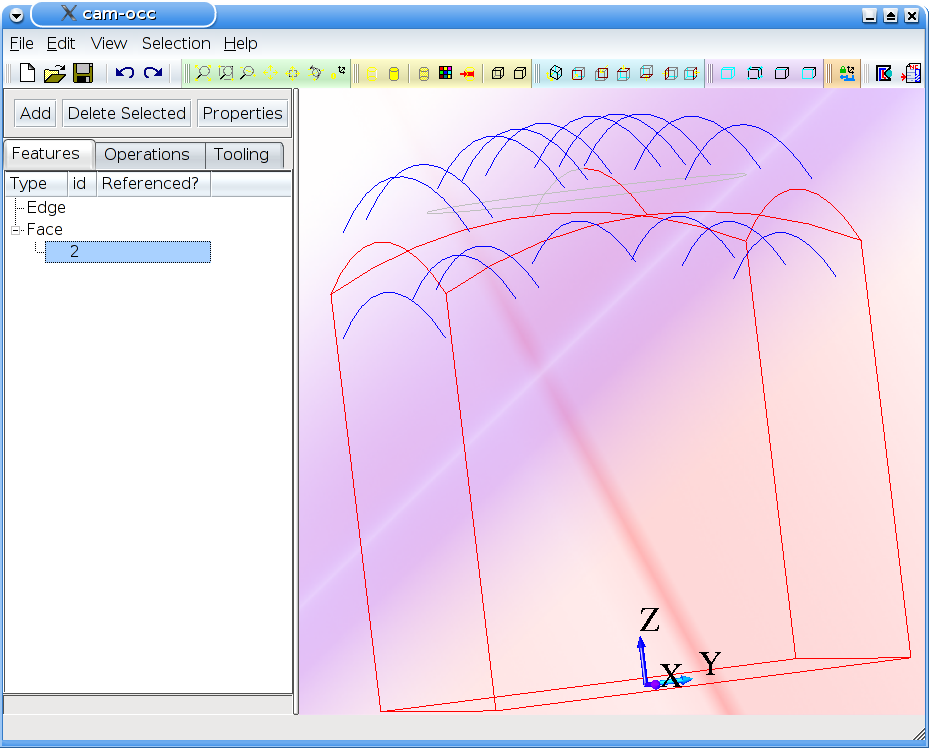 cam-occ
File Edit View Selection Help
Add Delete Selected Properties
Features Operations Tooling
Type id Referenced?
Edge
Face
2
Z
X Y